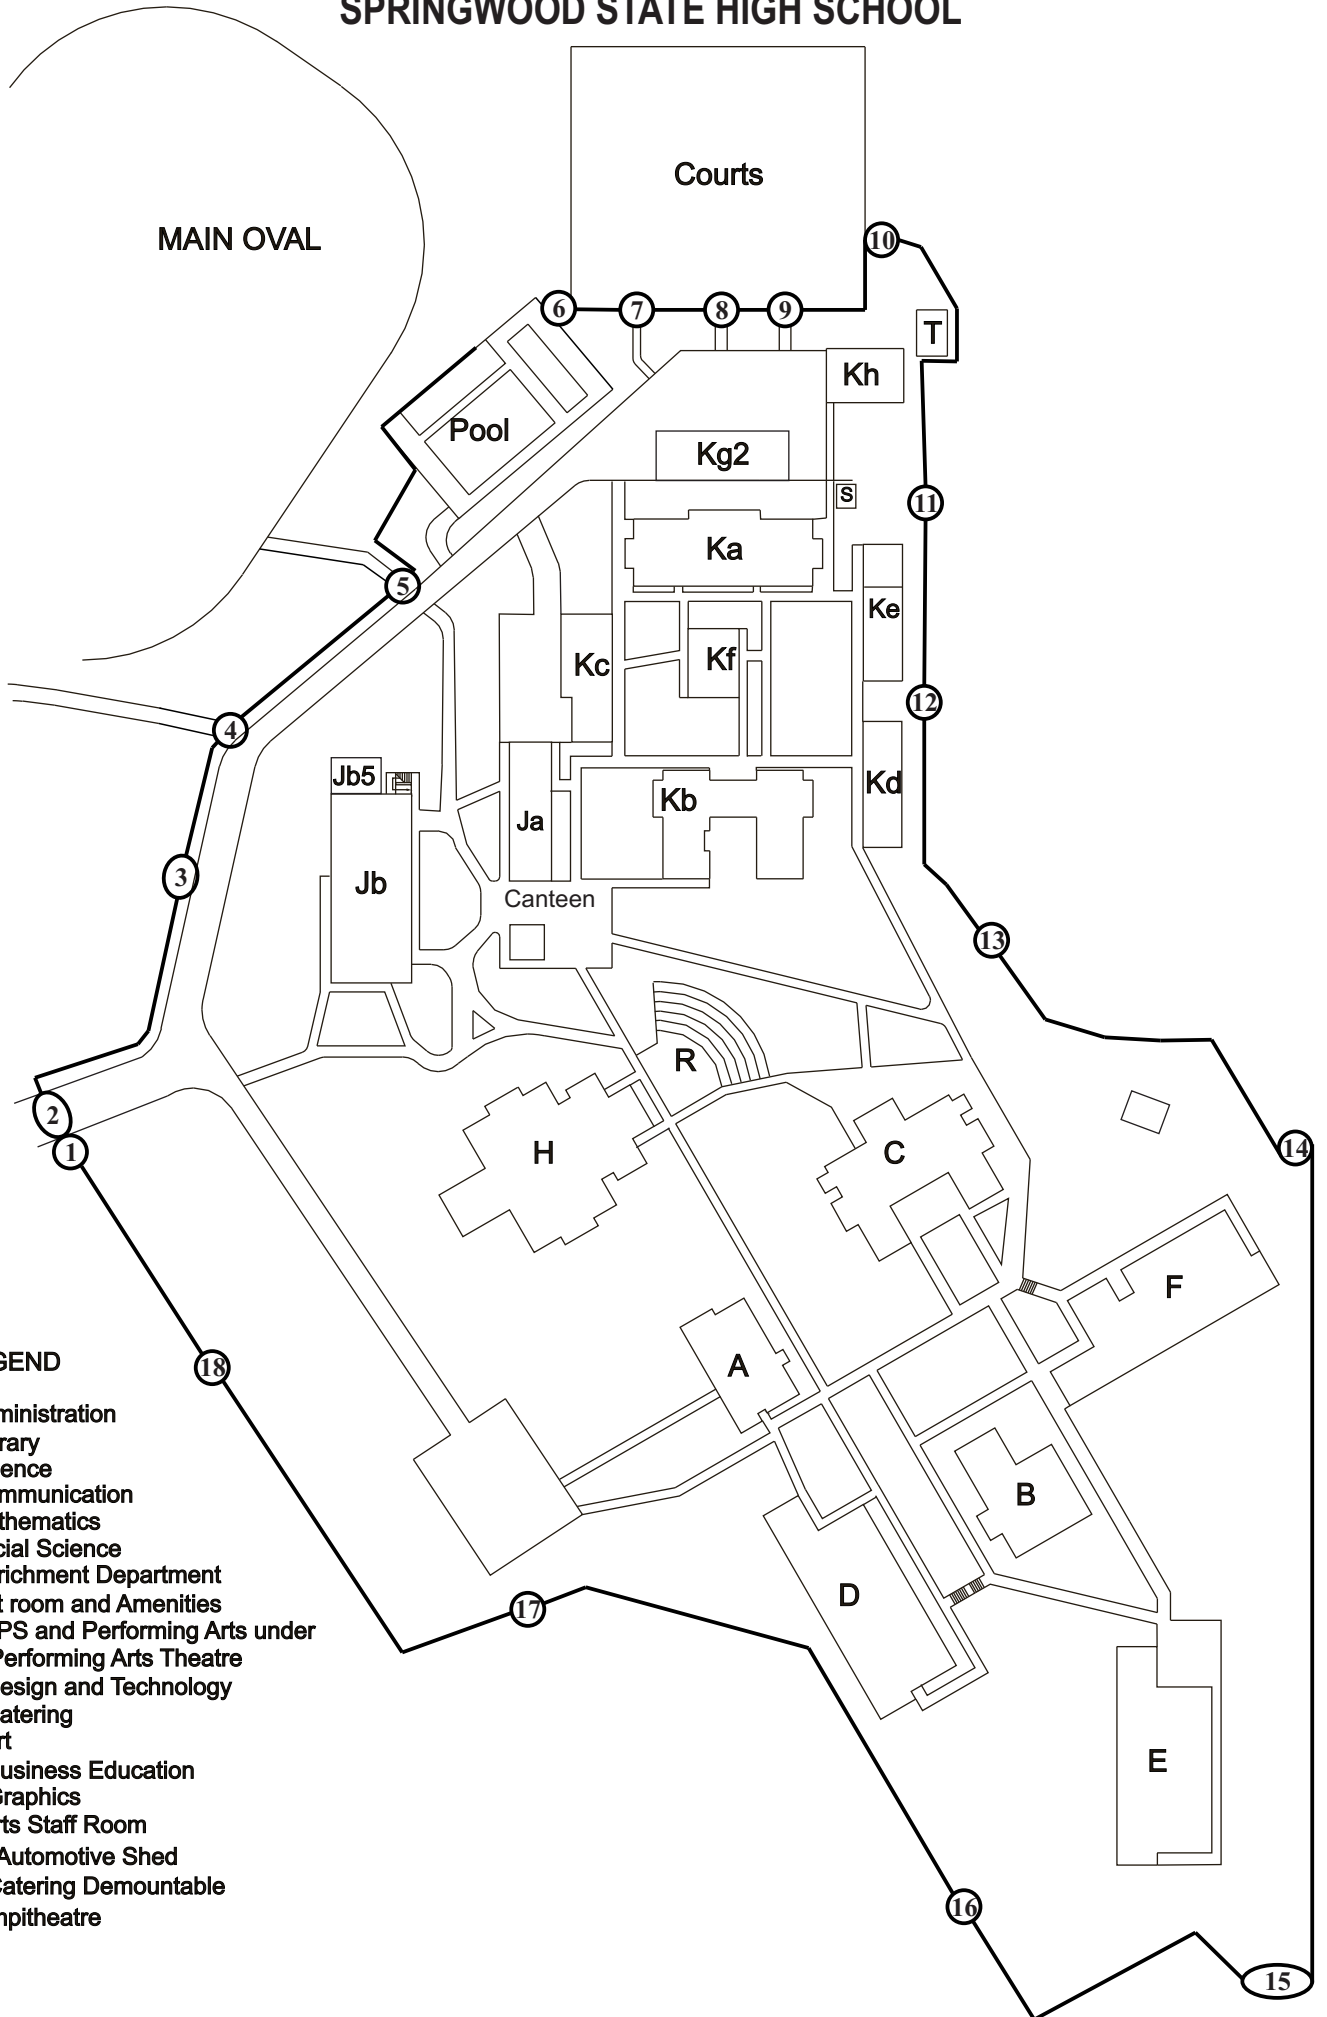 SPRINGWOOD STATE HIGH SCHOOL
Courts
MAIN OVAL
10
6
7
8
9
T
Kh
Pool
Kg2
s
11
Ka
5
Ke
Kc
Kf
12
4
Jb5
Kd
Kb
Ja
3
Jb
Canteen
13
R
2
1
H
C
14
F
A
18
GEND
ministration
rary
ence
mmunication
thematics
cial Science
richment Department
t room and Amenities
PS and Performing Arts under
Performing Arts Theatre
esign and Technology
atering
rt
usiness Education
Graphics
rts Staff Room
Automotive Shed
Catering Demountable
mpitheatre
B
D
17
E
16
15